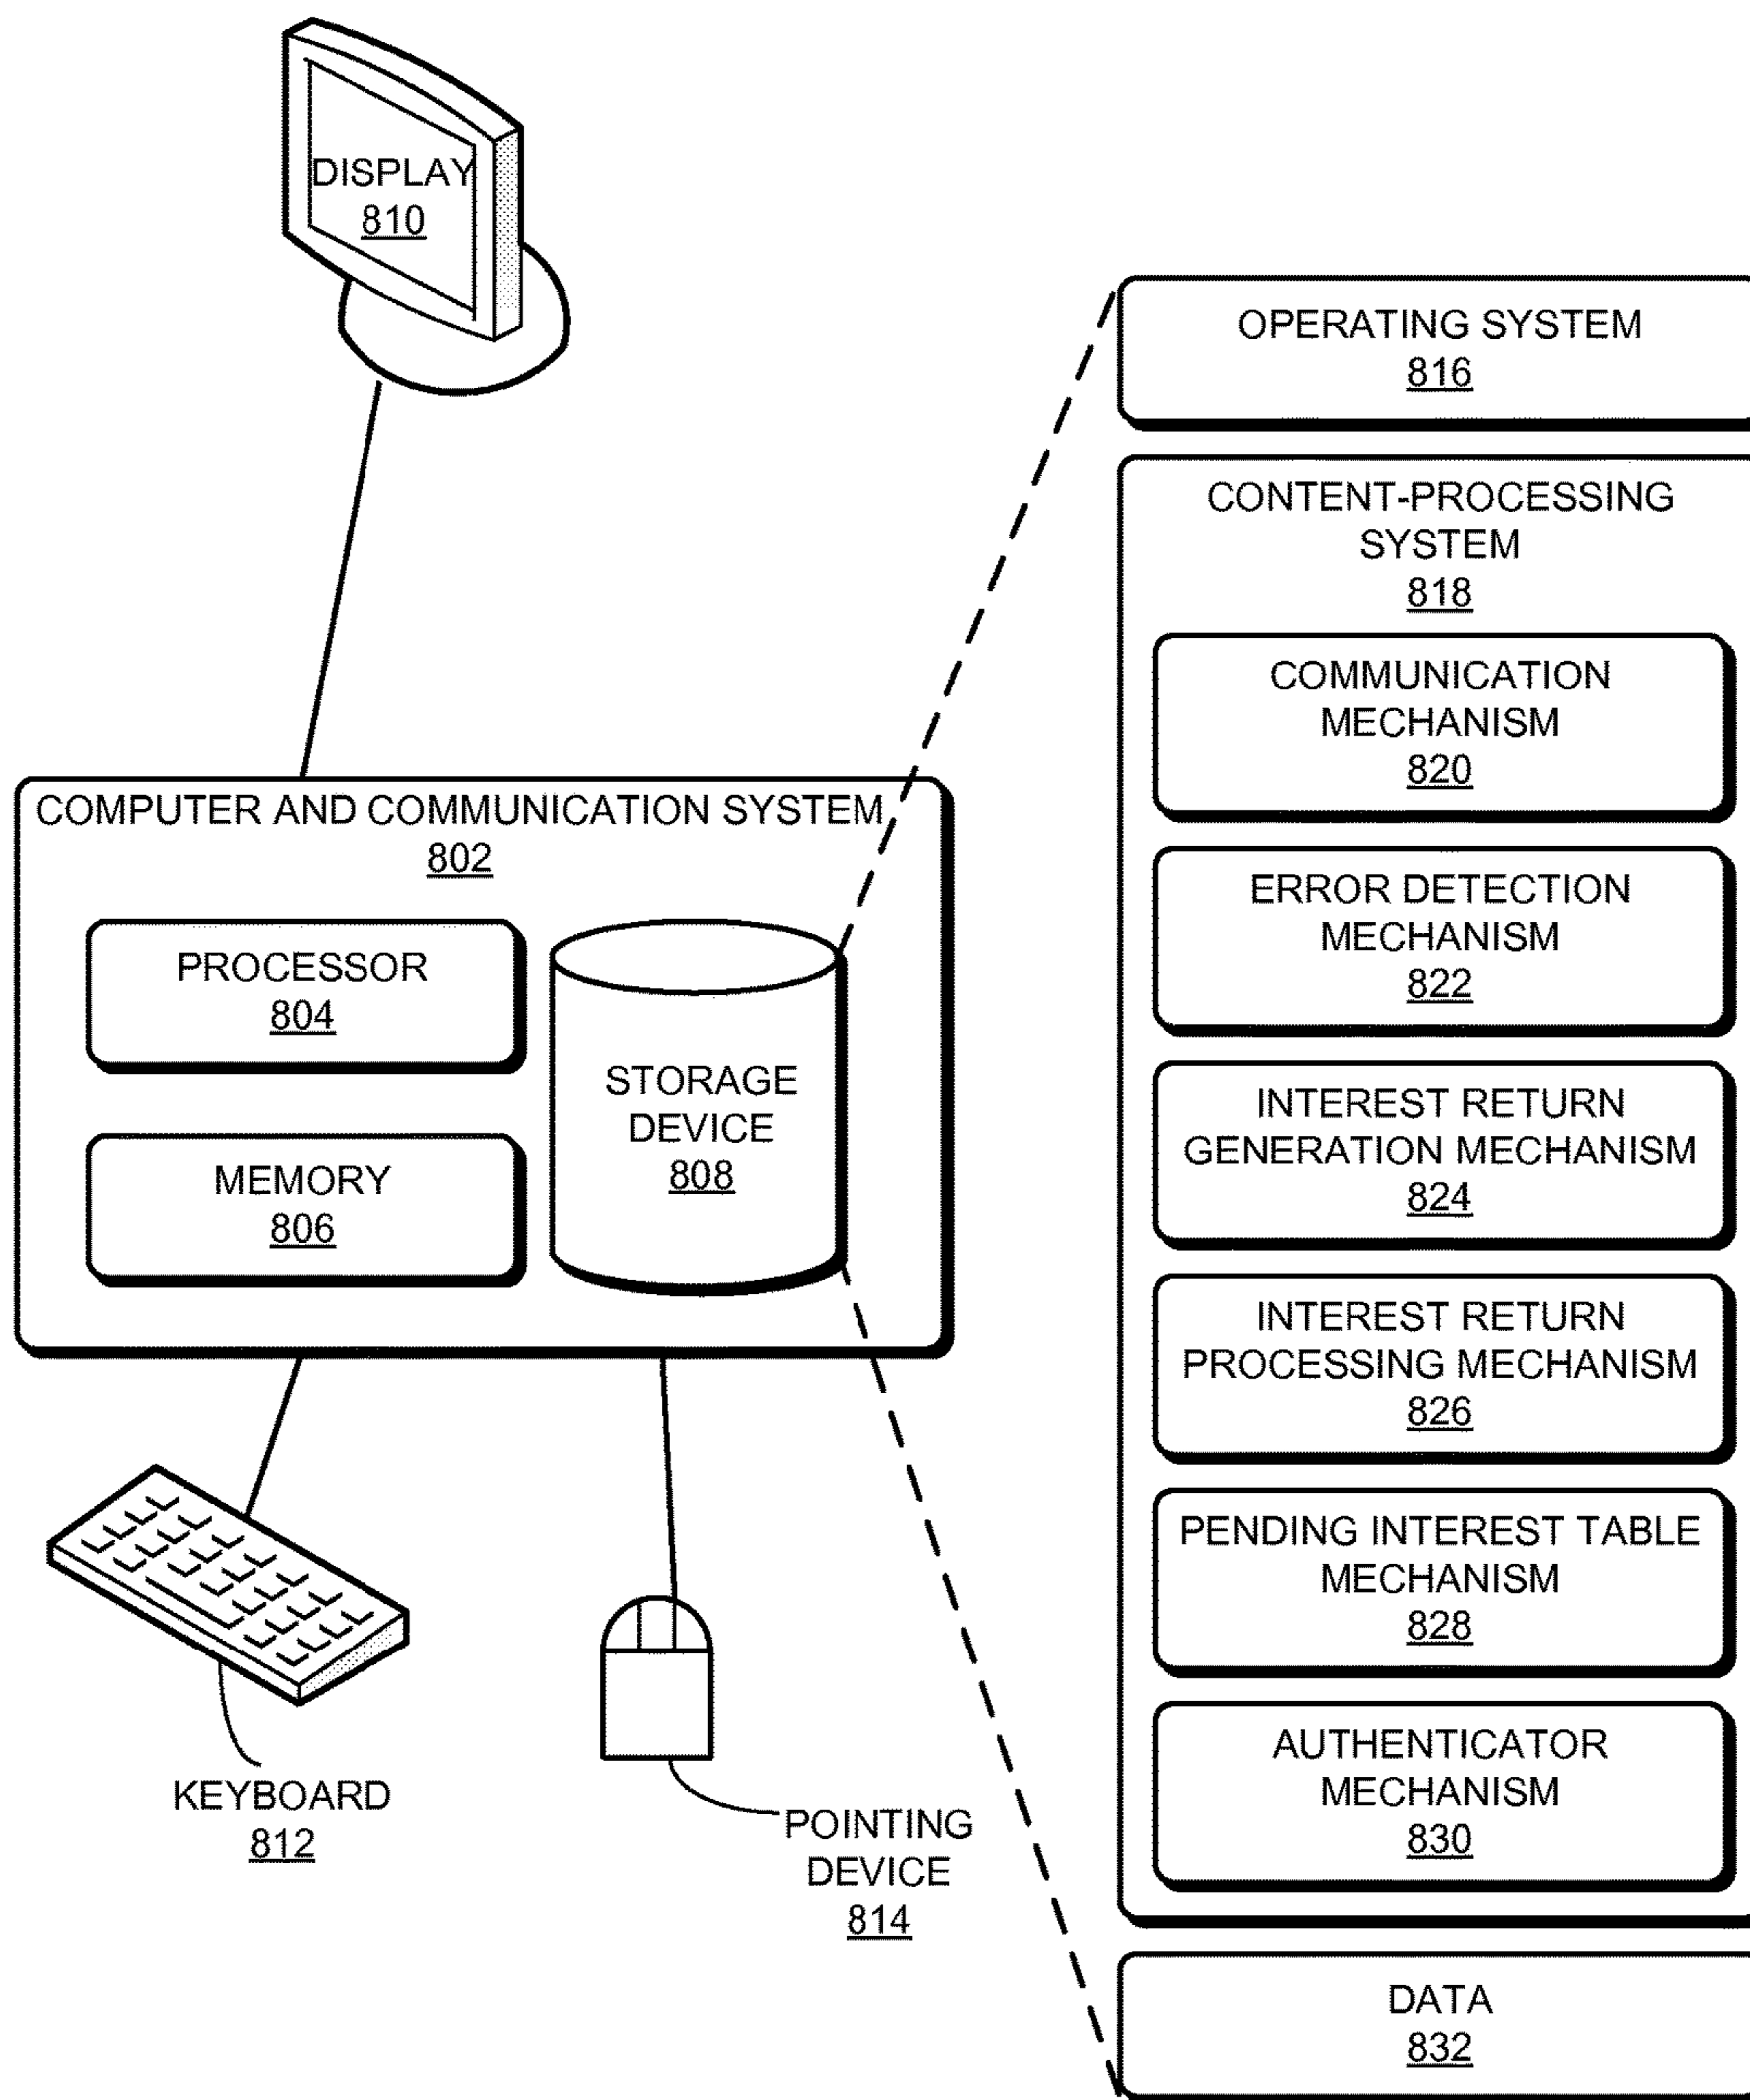 DISPLAY
810
COMPUTER AND COMMUNICATION SYSTEM
802
PROCESSOR
804
MEMORY
806
STORAGE
DEVICE
808
KEYBOARD
812
POINTING
DEVICE
814
OPERATING SYSTEM
816
CONTENT-PROCESSING
SYSTEM
818
COMMUNICATION
MECHANISM
820
ERROR DETECTION
MECHANISM
822
INTEREST RETURN
GENERATION MECHANISM
824
INTEREST RETURN
PROCESSING MECHANISM
826
PENDING INTEREST TABLE
MECHANISM
828
AUTHENTICATOR
MECHANISM
830
DATA
832